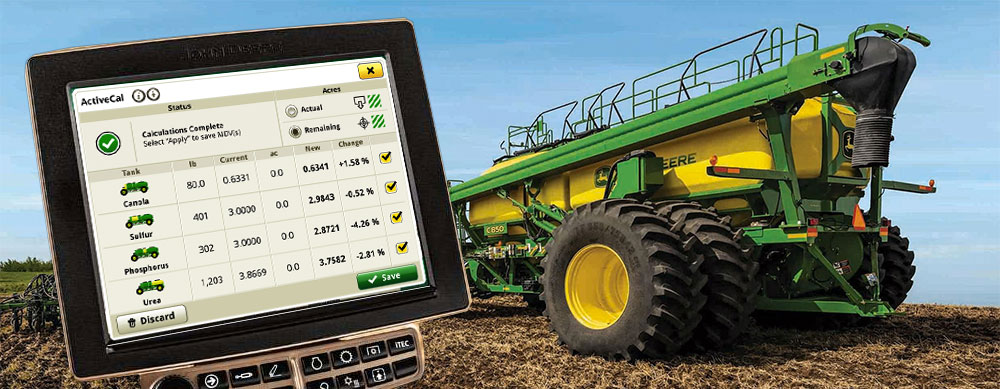 JOHN DEERE
ActiveCal
Status
Acres
Calculations Complete
Select "Apply" to save MDV(s)
Actual
Remaining
Tank lb Current ac New Change
Canola 80.0 0.6331 0.0 0.6341 +1.58 %
Sulfur 401 3.0000 0.0 2.9843 -0.52 %
Phosphorus 302 3.0000 0.0 2.8721 -4.26 %
Urea 1,203 3.8669 0.0 3.7582 -2.81 %
Discard
Save
ITEC
DEERE
C850